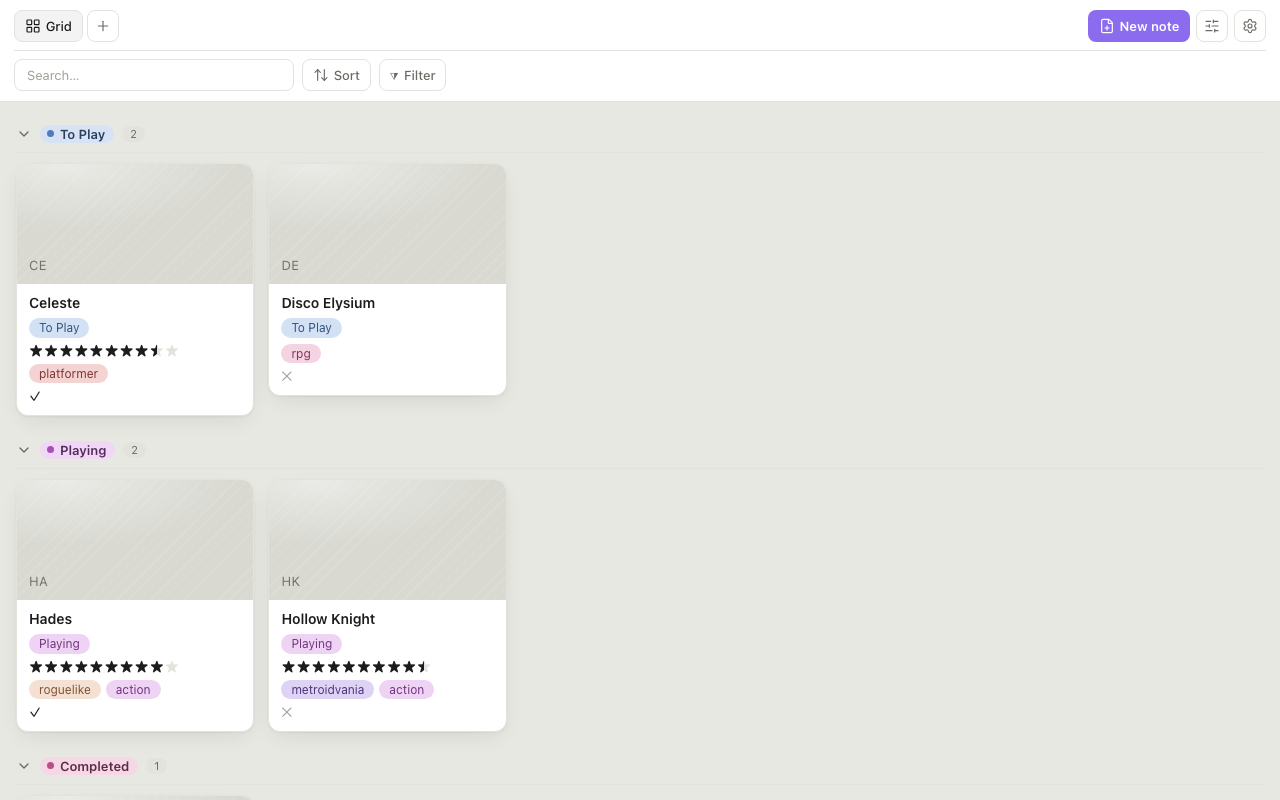 Grid
New note
Search...
Sort
Filter
To Play 2
CE
Celeste
To Play
platformer
DE
Disco Elysium
To Play
rpg
Playing 2
HA
Hades
Playing
roguelike action
HK
Hollow Knight
Playing
metroidvania action
Completed 1